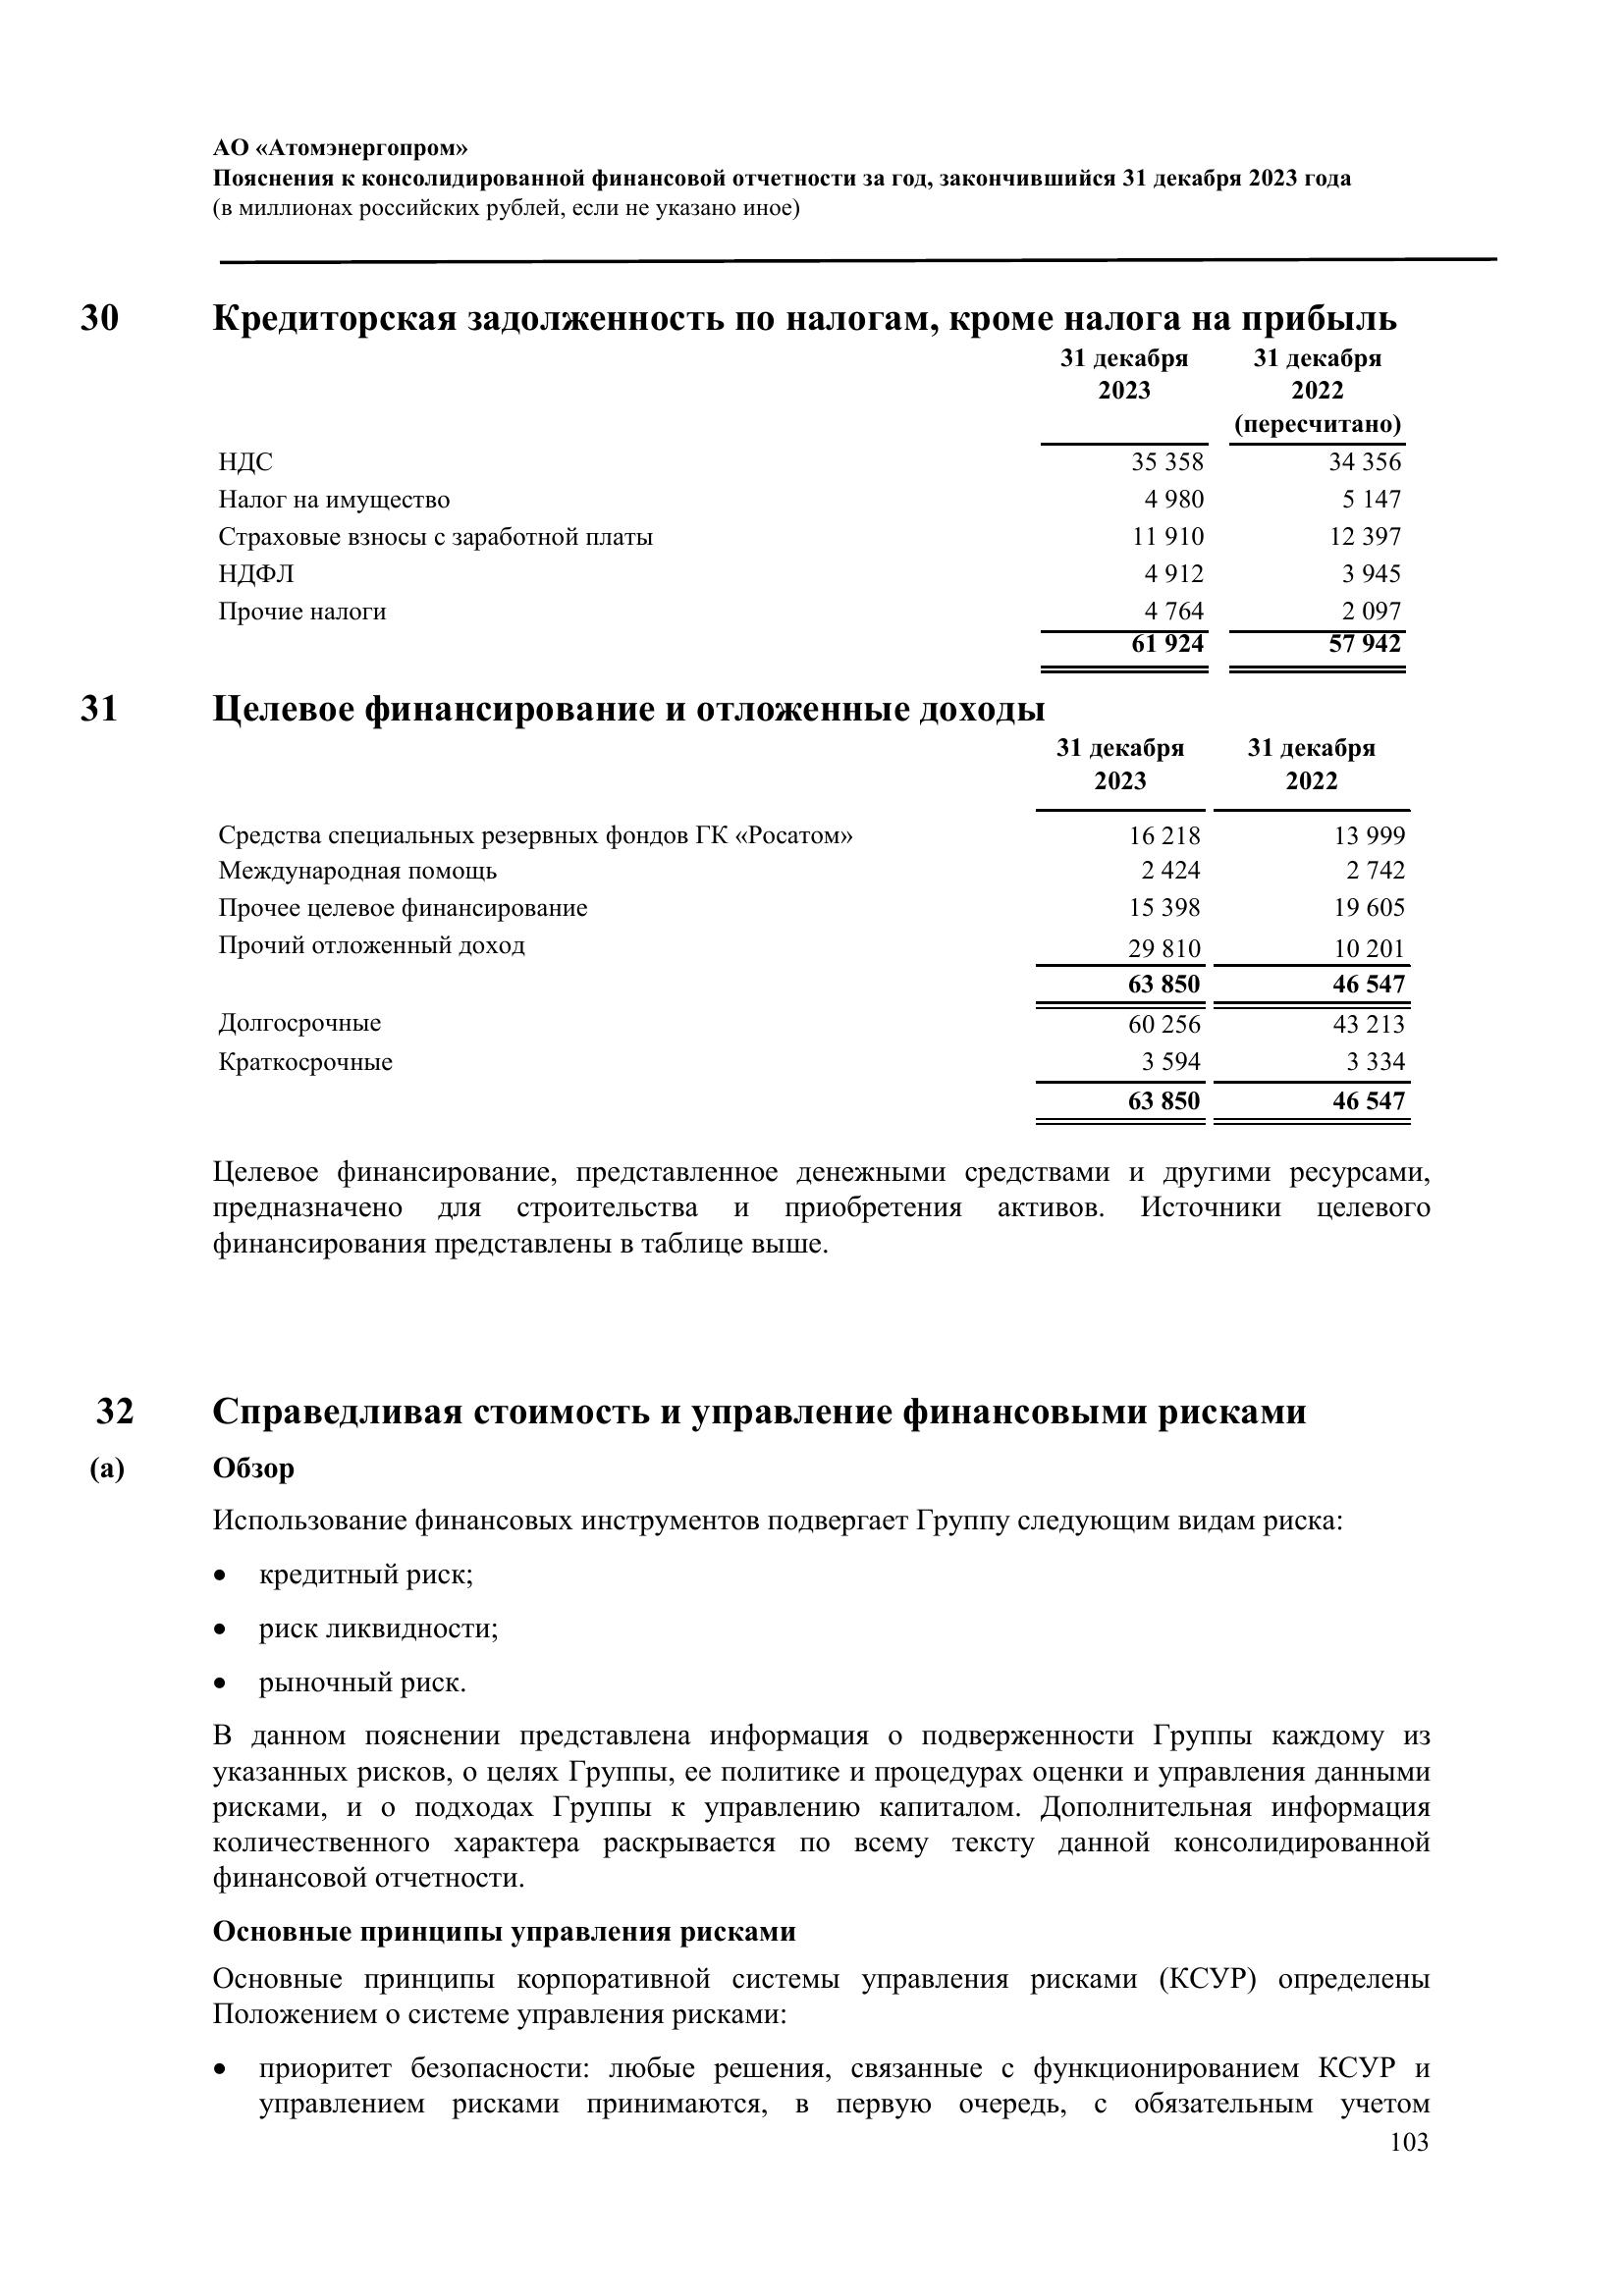 АО «Атомэнергопром»
Пояснения к консолидированной финансовой отчетности за год, закончившийся 31 декабря 2023 года
(в миллионах российских рублей, если не указано иное)
30 Кредиторская задолженность по налогам, кроме налога на прибыль
31 декабря 31 декабря
2023 2022
(пересчитано)
НДС 35 358 34 356
Налог на имущество 4 980 5 147
Страховые взносы с заработной платы 11 910 12 397
НДФЛ 4 912 3 945
Прочие налоги 4 764 2 097
61 924 57 942
31 Целевое финансирование и отложенные доходы
31 декабря 31 декабря
2023 2022
Средства специальных резервных фондов ГК «Росатом» 16 218 13 999
Международная помощь 2 424 2 742
Прочее целевое финансирование 15 398 19 605
Прочий отложенный доход 29 810 10 201
63 850 46 547
Долгосрочные 60 256 43 213
Краткосрочные 3 594 3 334
63 850 46 547
Целевое финансирование, представленное денежными средствами и другими ресурсами,
предназначено для строительства и приобретения активов. Источники целевого
финансирования представлены в таблице выше.
32 Справедливая стоимость и управление финансовыми рисками
(а) Обзор
Использование финансовых инструментов подвергает Группу следующим видам риска:
• кредитный риск;
• риск ликвидности;
• рыночный риск.
В данном пояснении представлена информация о подверженности Группы каждому из
указанных рисков, о целях Группы, ее политике и процедурах оценки и управления данными
рисками, и о подходах Группы к управлению капиталом. Дополнительная информация
количественного характера раскрывается по всему тексту данной консолидированной
финансовой отчетности.
Основные принципы управления рисками
Основные принципы корпоративной системы управления рисками (КСУР) определены
Положением о системе управления рисками:
• приоритет безопасности: любые решения, связанные с функционированием КСУР и
управлением рисками принимаются, в первую очередь, с обязательным учетом
103